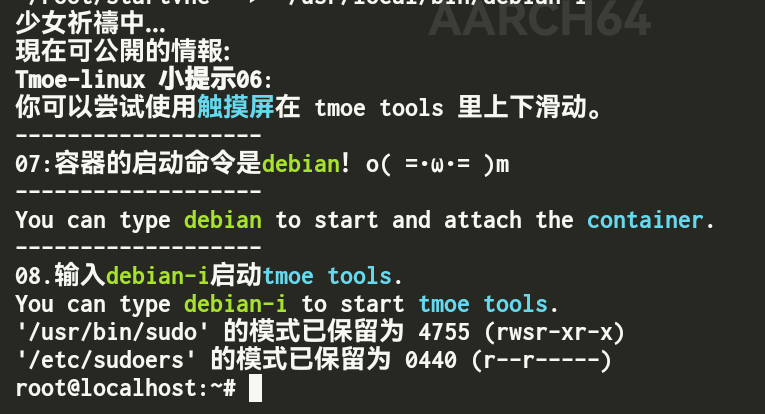 AARCH64
少女祈禱中…
現在可公開的情報:
Tmoe-linux 小提示06:
你可以尝试使用触摸屏在 tmoe tools 里上下滑动。
-------------------
07:容器的启动命令是debian! o( =·ω·= )m
-------------------
You can type debian to start and attach the container.
-------------------
08.输入debian-i启动tmoe tools.
You can type debian-i to start tmoe tools.
'/usr/bin/sudo' 的模式已保留为 4755 (rwsr-xr-x)
'/etc/sudoers' 的模式已保留为 0440 (r--r-----)
root@localhost:~#